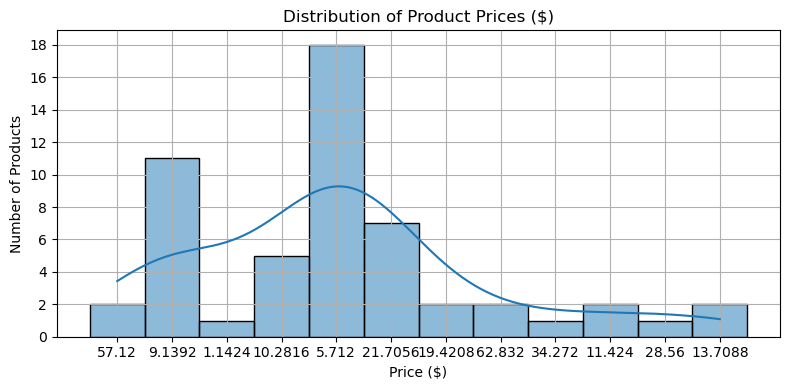 Distribution of Product Prices ($)
Number of Products
18
16
14
12
10
8
6
4
2
0
57.12 9.1392 1.1424 10.2816 5.712 21.7056 19.4208 62.832 34.272 11.424 28.56 13.7088
Price ($)